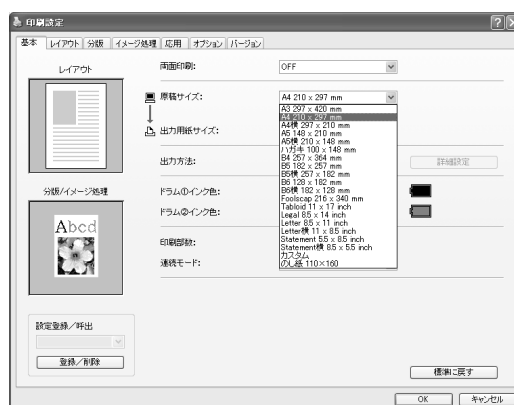 印刷設定
基本 レイアウト 分版 イメージ処理 応用 オプション バージョン
レイアウト
両面印刷: OFF
原稿サイズ: A4 210 x 297 mm
A3 297 x 420 mm
A4 210 x 297 mm
A4横 297 x 210 mm
A5 148 x 210 mm
A5横 210 x 148 mm
ハガキ 100 x 148 mm
B4 257 x 364 mm
B5 182 x 257 mm
B5横 257 x 182 mm
B6 128 x 182 mm
B6横 182 x 128 mm
Foolscap 216 x 340 mm
Tabloid 11 x 17 inch
Legal 8.5 x 14 inch
Letter 8.5 x 11 inch
Letter横 11 x 8.5 inch
Statement 5.5 x 8.5 inch
Statement横 8.5 x 5.5 inch
カスタム
のし紙 110×160
出力用紙サイズ:
出力方法: 詳細設定
分版/イメージ処理
Abcd
ドラム①インク色:
ドラム②インク色:
印刷部数:
連続モード:
設定登録/呼出
登録/削除
標準に戻す
OK キャンセル